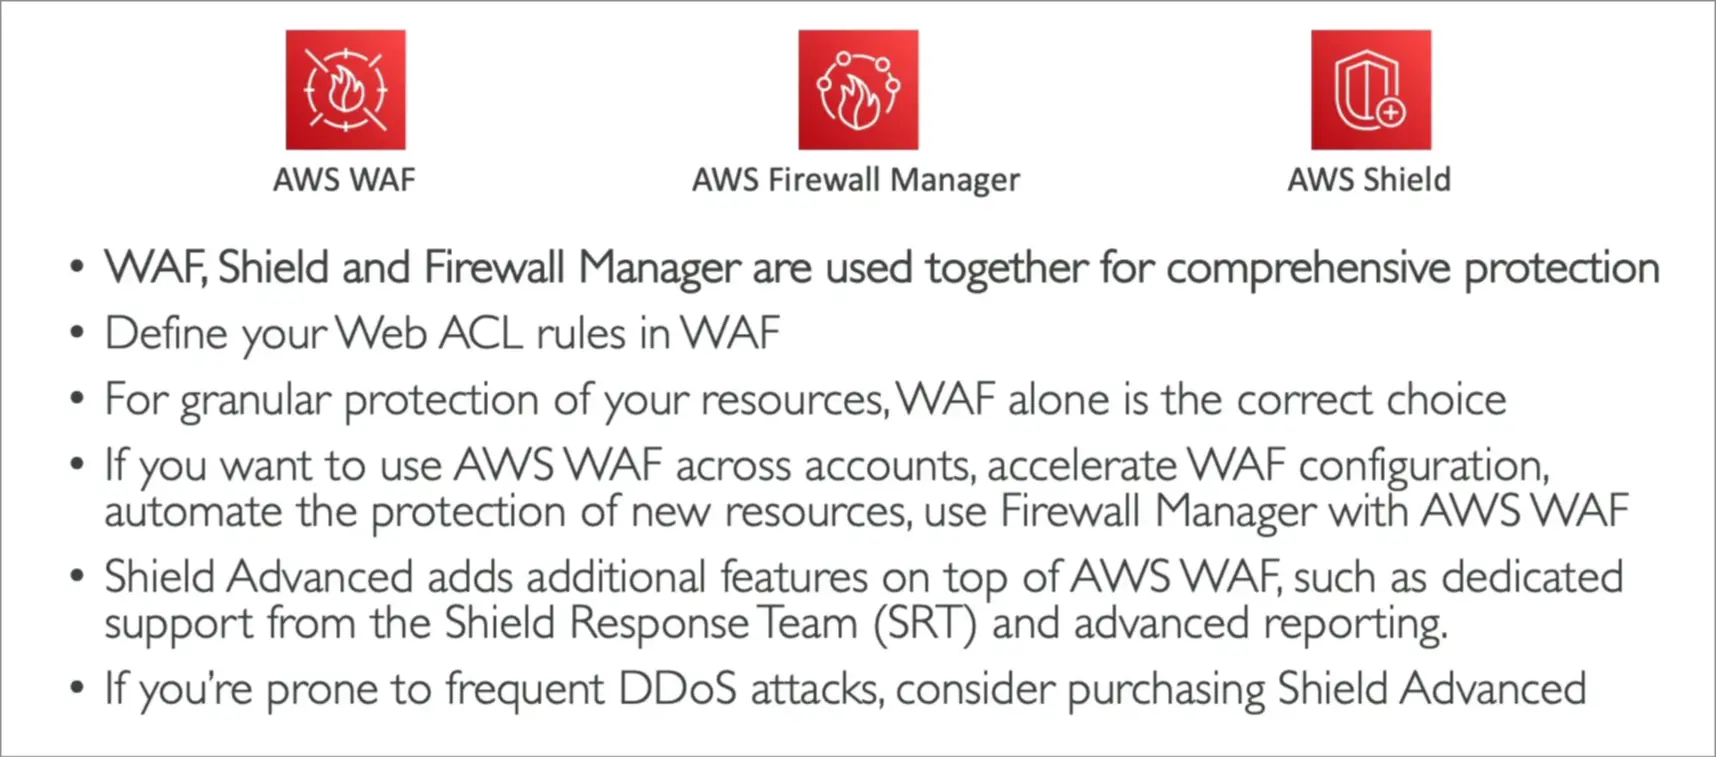 AWS WAF
AWS Firewall Manager
AWS Shield
• WAF, Shield and Firewall Manager are used together for comprehensive protection
• Define your Web ACL rules in WAF
• For granular protection of your resources, WAF alone is the correct choice
• If you want to use AWS WAF across accounts, accelerate WAF configuration,
automate the protection of new resources, use Firewall Manager with AWS WAF
• Shield Advanced adds additional features on top of AWS WAF, such as dedicated
support from the Shield Response Team (SRT) and advanced reporting.
• If you're prone to frequent DDoS attacks, consider purchasing Shield Advanced